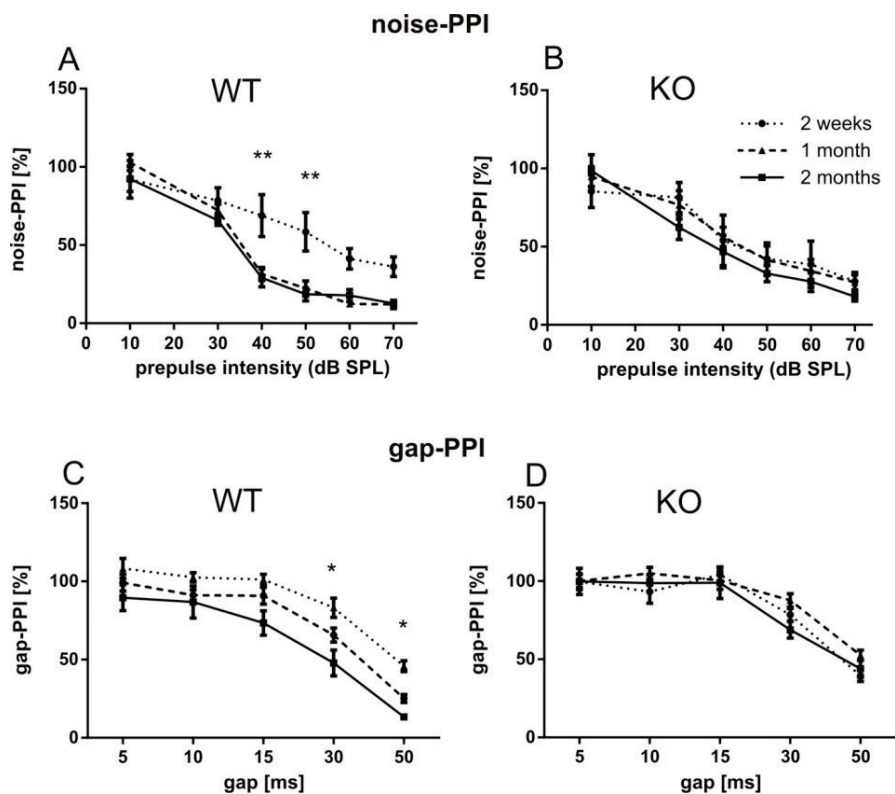 noise-PPI
A
WT
noise-PPI [%]
150
100
50
0
**
**
0 10 20 30 40 50 60 70
prepulse intensity (dB SPL)
B
KO
2 weeks
1 month
2 months
noise-PPI [%]
150
100
50
0
0 10 20 30 40 50 60 70
prepulse intensity (dB SPL)
gap-PPI
C
WT
gap-PPI [%]
150
100
50
0
*
*
5 10 15 30 50
gap [ms]
D
KO
gap-PPI [%]
150
100
50
0
5 10 15 30 50
gap [ms]